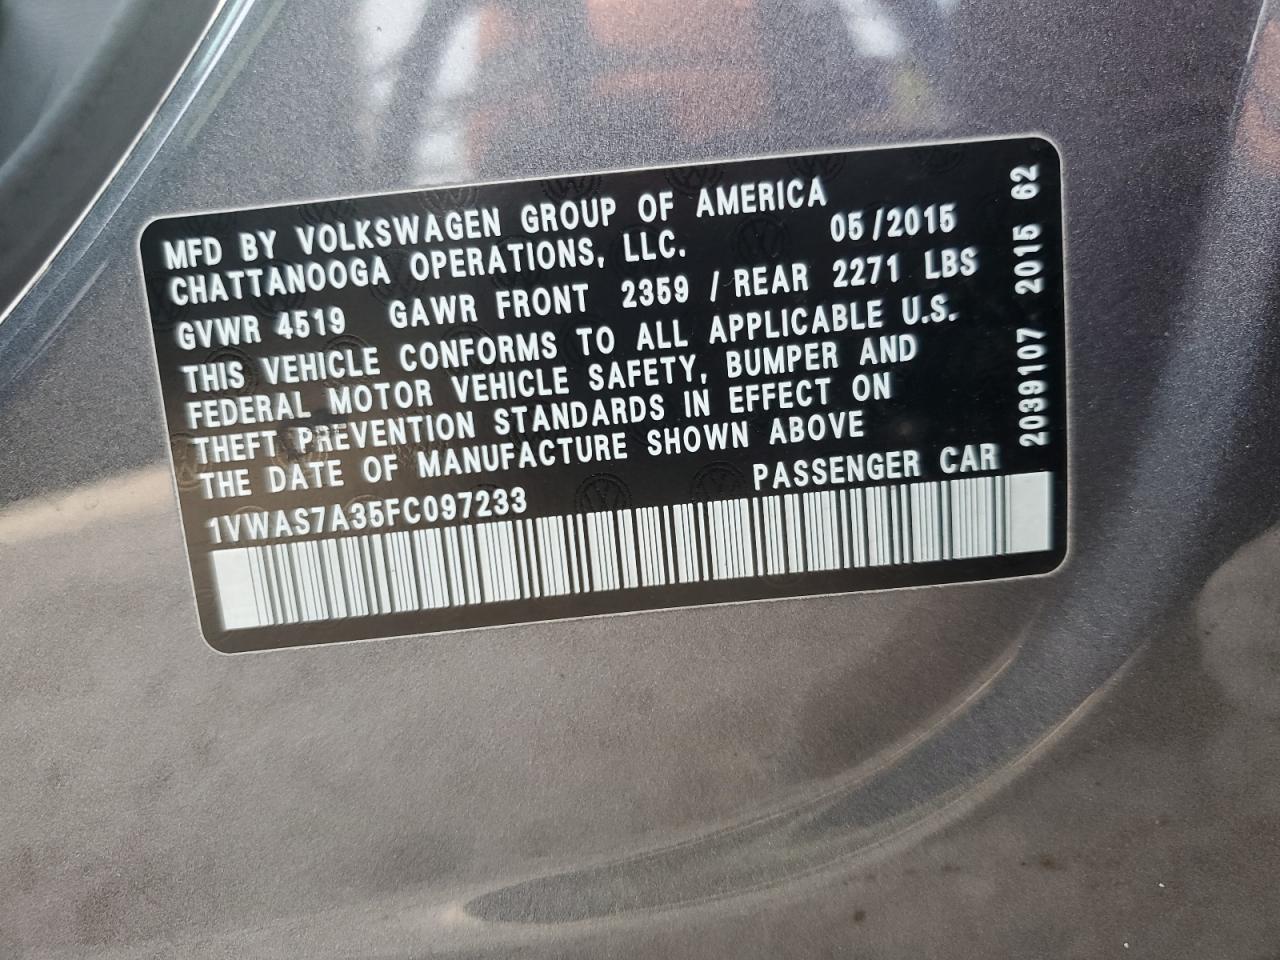 MFD BY VOLKSWAGEN GROUP OF AMERICA
CHATTANOOGA OPERATIONS, LLC. 05/2015
GVWR 4519 GAWR FRONT 2359 / REAR 2271 LBS
THIS VEHICLE CONFORMS TO ALL APPLICABLE U.S.
FEDERAL MOTOR VEHICLE SAFETY, BUMPER AND
THEFT PREVENTION STANDARDS IN EFFECT ON
THE DATE OF MANUFACTURE SHOWN ABOVE
1VWAS7A35FC097233 PASSENGER CAR
2039107 2015 62